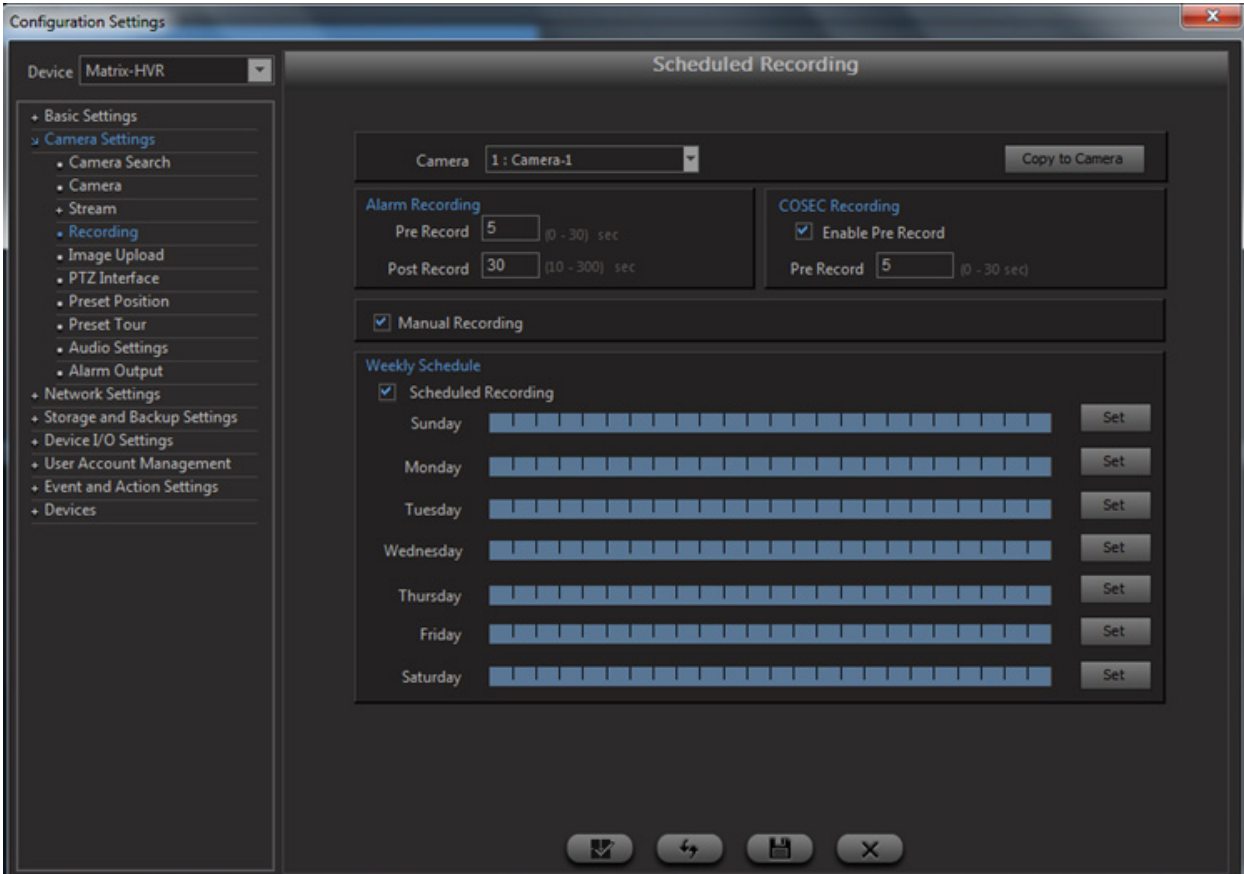 Configuration Settings
Device Matrix-HVR
Basic Settings
Camera Settings
Camera Search
Camera
Stream
Recording
Image Upload
PTZ Interface
Preset Position
Preset Tour
Audio Settings
Alarm Output
Network Settings
Storage and Backup Settings
Device I/O Settings
User Account Management
Event and Action Settings
Devices
Scheduled Recording
Camera 1 : Camera-1 Copy to Camera
Alarm Recording
Pre Record 5 (0 - 30) sec
Post Record 30 (10 - 300) sec
COSEC Recording
Enable Pre Record
Pre Record 5 (0 - 30 sec)
Manual Recording
Weekly Schedule
Scheduled Recording
Sunday Set
Monday Set
Tuesday Set
Wednesday Set
Thursday Set
Friday Set
Saturday Set